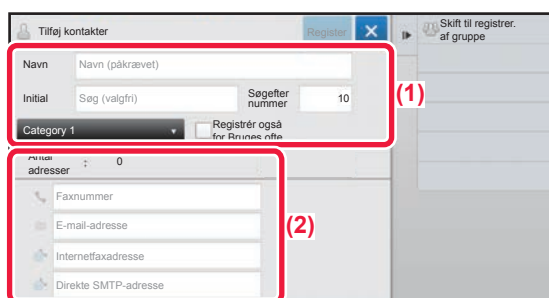 Tilføj kontakter
Register
Skift til registrer.
af gruppe
Navn
Navn (påkrævet)
Initial
Søg (valgfri)
Søgefter
nummer
10
(1)
Category 1
Registrér også
for Bruges ofte
Antal
adresser
:
0
Faxnummer
(2)
E-mail-adresse
Internetfaxadresse
Direkte SMTP-adresse